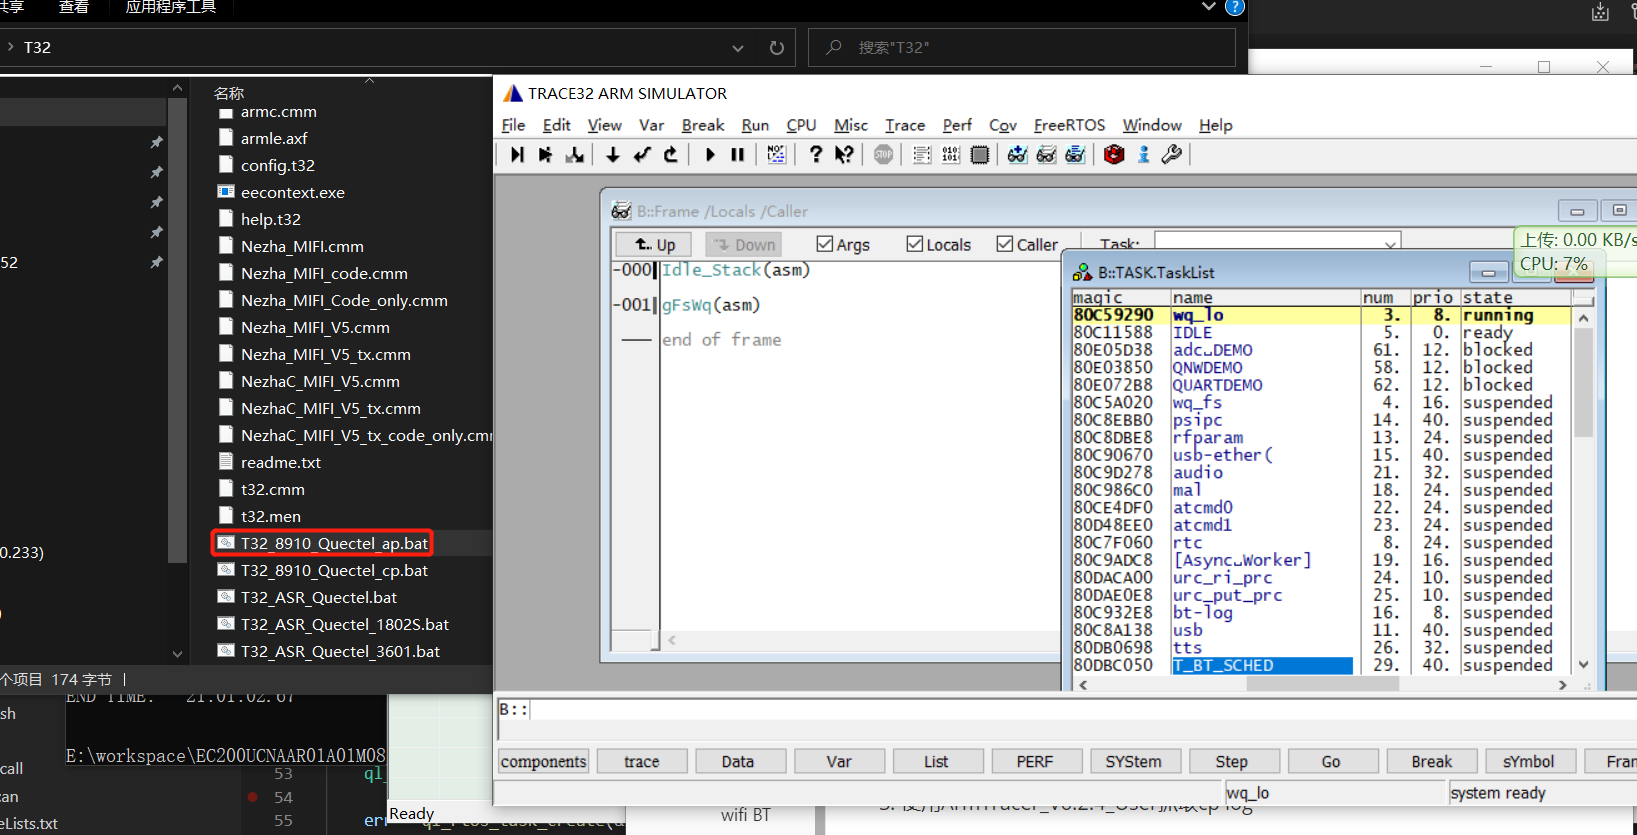 共享 查看 应用程序工具
T32 搜索"T32"
名称
armc.cmm
armle.axf
config.t32
eecontext.exe
help.t32
Nezha_MIFI.cmm
52
Nezha_MIFI_code.cmm
Nezha_MIFI_Code_only.cmm
Nezha_MIFI_V5.cmm
Nezha_MIFI_V5_tx.cmm
NezhaC_MIFI_V5.cmm
NezhaC_MIFI_V5_tx.cmm
NezhaC_MIFI_V5_tx_code_only.cmm
readme.txt
t32.cmm
t32.men
T32_8910_Quectel_ap.bat
0.233)
T32_8910_Quectel_cp.bat
T32_ASR_Quectel.bat
T32_ASR_Quectel_1802S.bat
T32_ASR_Quectel_3601.bat
个项目 174 字节
TRACE32 ARM SIMULATOR
File Edit View Var Break Run CPU Misc Trace Perf Cov FreeRTOS Window Help
B::Frame /Locals /Caller
Up Down Args Locals Caller Task:
-000 Idle_Stack(asm)
-001 gFsWq(asm)
end of frame
上传: 0.00 KB/s
CPU: 7%
B::TASK.TaskList
magic name num prio state
80C59290 wq_lo 3. 8. running
80C11588 IDLE 5. 0. ready
80E05D38 adc␣DEMO 61. 12. blocked
80E03850 QNWDEMO 58. 12. blocked
80E072B8 QUARTDEMO 62. 12. blocked
80C5A020 wq_fs 4. 16. suspended
80C8EBB0 psipc 14. 40. suspended
80C8DBE8 rfparam 13. 24. suspended
80C90670 usb-ether( 15. 40. suspended
80C9D278 audio 21. 32. suspended
80C986C0 mal 18. 24. suspended
80CE4DF0 atcmd0 22. 24. suspended
80D48EE0 atcmd1 23. 24. suspended
80C7F060 rtc 8. 24. suspended
80C9ADC8 [Async␣Worker] 19. 16. suspended
80DACA00 urc_ri_prc 24. 10. suspended
80DAE0E8 urc_put_prc 25. 10. suspended
80C932E8 bt-log 16. 8. suspended
80C8A138 usb 11. 40. suspended
80DB0698 tts 26. 32. suspended
80DBC050 T_BT_SCHED 29. 40. suspended
B::
components trace Data Var List PERF SYStem Step Go Break sYmbol Fran
wq_lo system ready
END TIME: 21:01:02.67
sh
E:\workspace\EC200UCNAAR01A01M08
call
53 ql_
an
54
eLists.txt
55 err
Ready
wifi BT